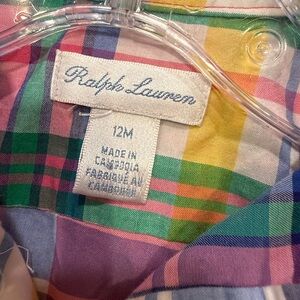 Ralph Lauren
12M
MADE IN
CAMBODIA
FABRIQUÉ AU
CAMBODGE